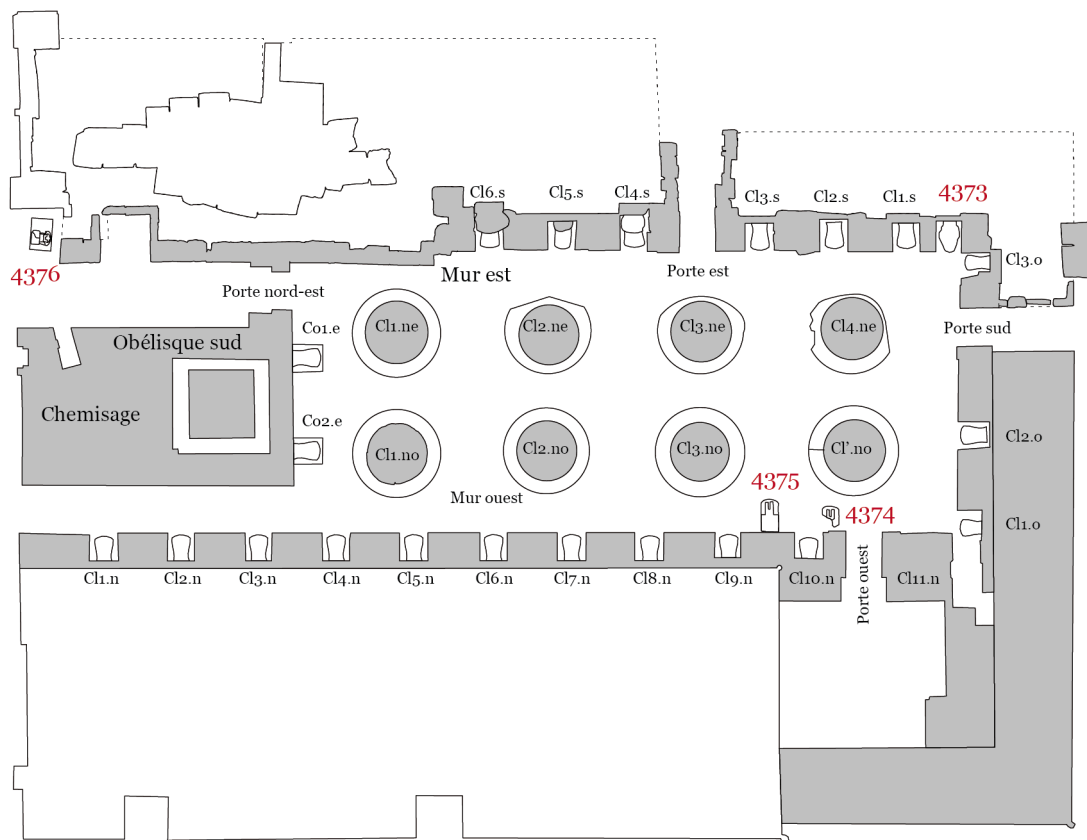 Cl6.s
Cl5.s
Cl4.s
Cl3.s
Cl2.s
Cl1.s
4373
4376
Mur est
Porte est
Cl3.0
Porte nord-est
Co1.e
Cl1.ne
Cl2.ne
Cl3.ne
Cl4.ne
Porte sud
Obélisque sud
Chemisage
Co2.e
Cl1.no
Cl2.no
Cl3.no
Cl'.no
Cl2.0
4375
Mur ouest
4374
Cl1.0
Cl1.n
Cl2.n
Cl3.n
Cl4.n
Cl5.n
Cl6.n
Cl7.n
Cl8.n
Cl9.n
Cl10.n
Porte ouest
Cl11.n